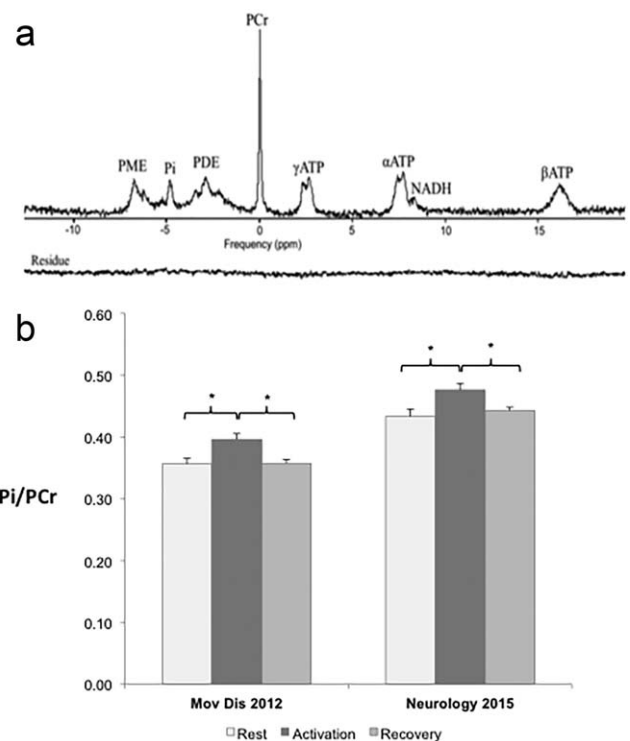 a
PCr
PME Pi PDE γATP αATP NADH βATP
-10 -5 0 5 10 15
Frequency (ppm)
Residue
b
0.60
0.50
0.40
0.30
0.20
0.10
0.00
* * * *
Pi/PCr
Mov Dis 2012 Neurology 2015
Rest Activation Recovery